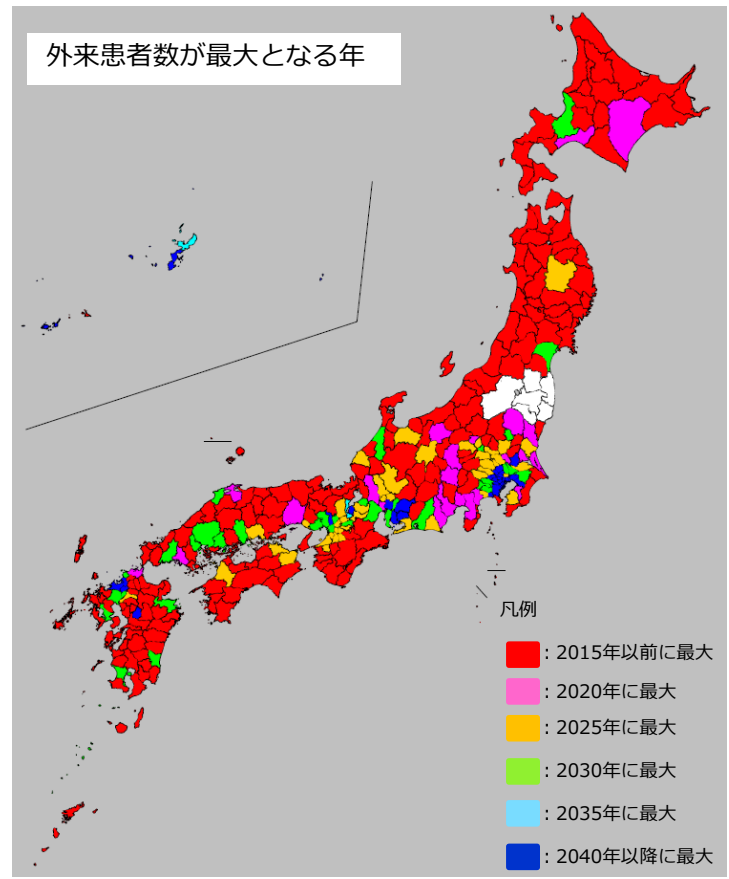 外来患者数が最大となる年
凡例
：2015年以前に最大
：2020年に最大
：2025年に最大
：2030年に最大
：2035年に最大
：2040年以降に最大